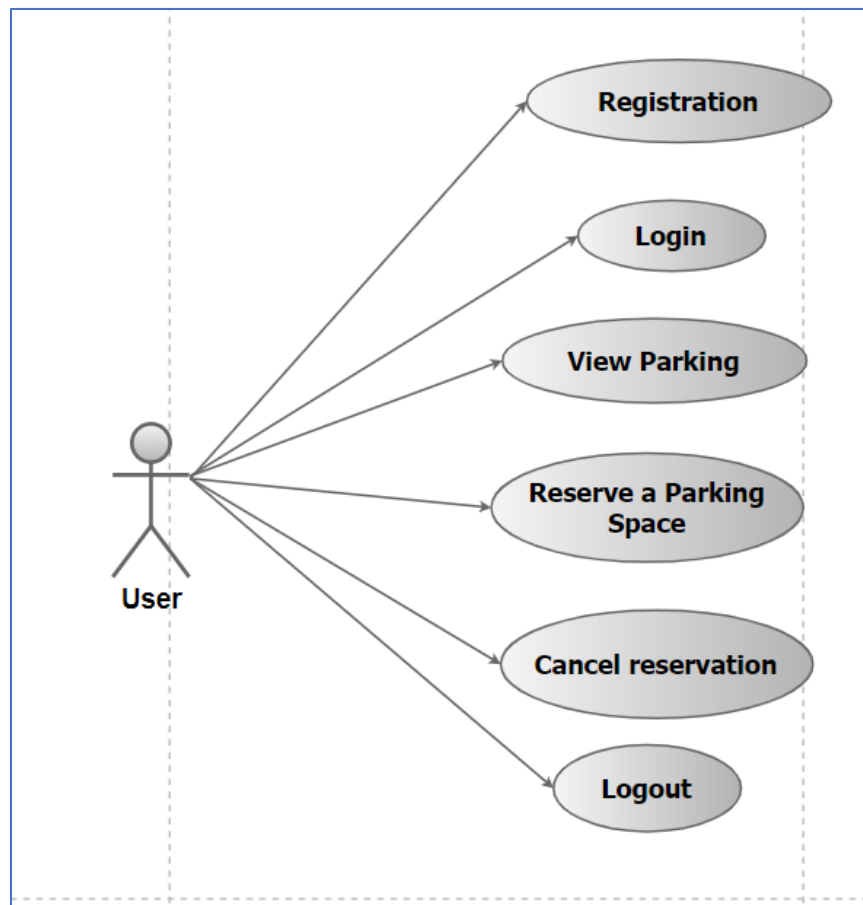 Registration
Login
View Parking
Reserve a Parking
Space
User
Cancel reservation
Logout